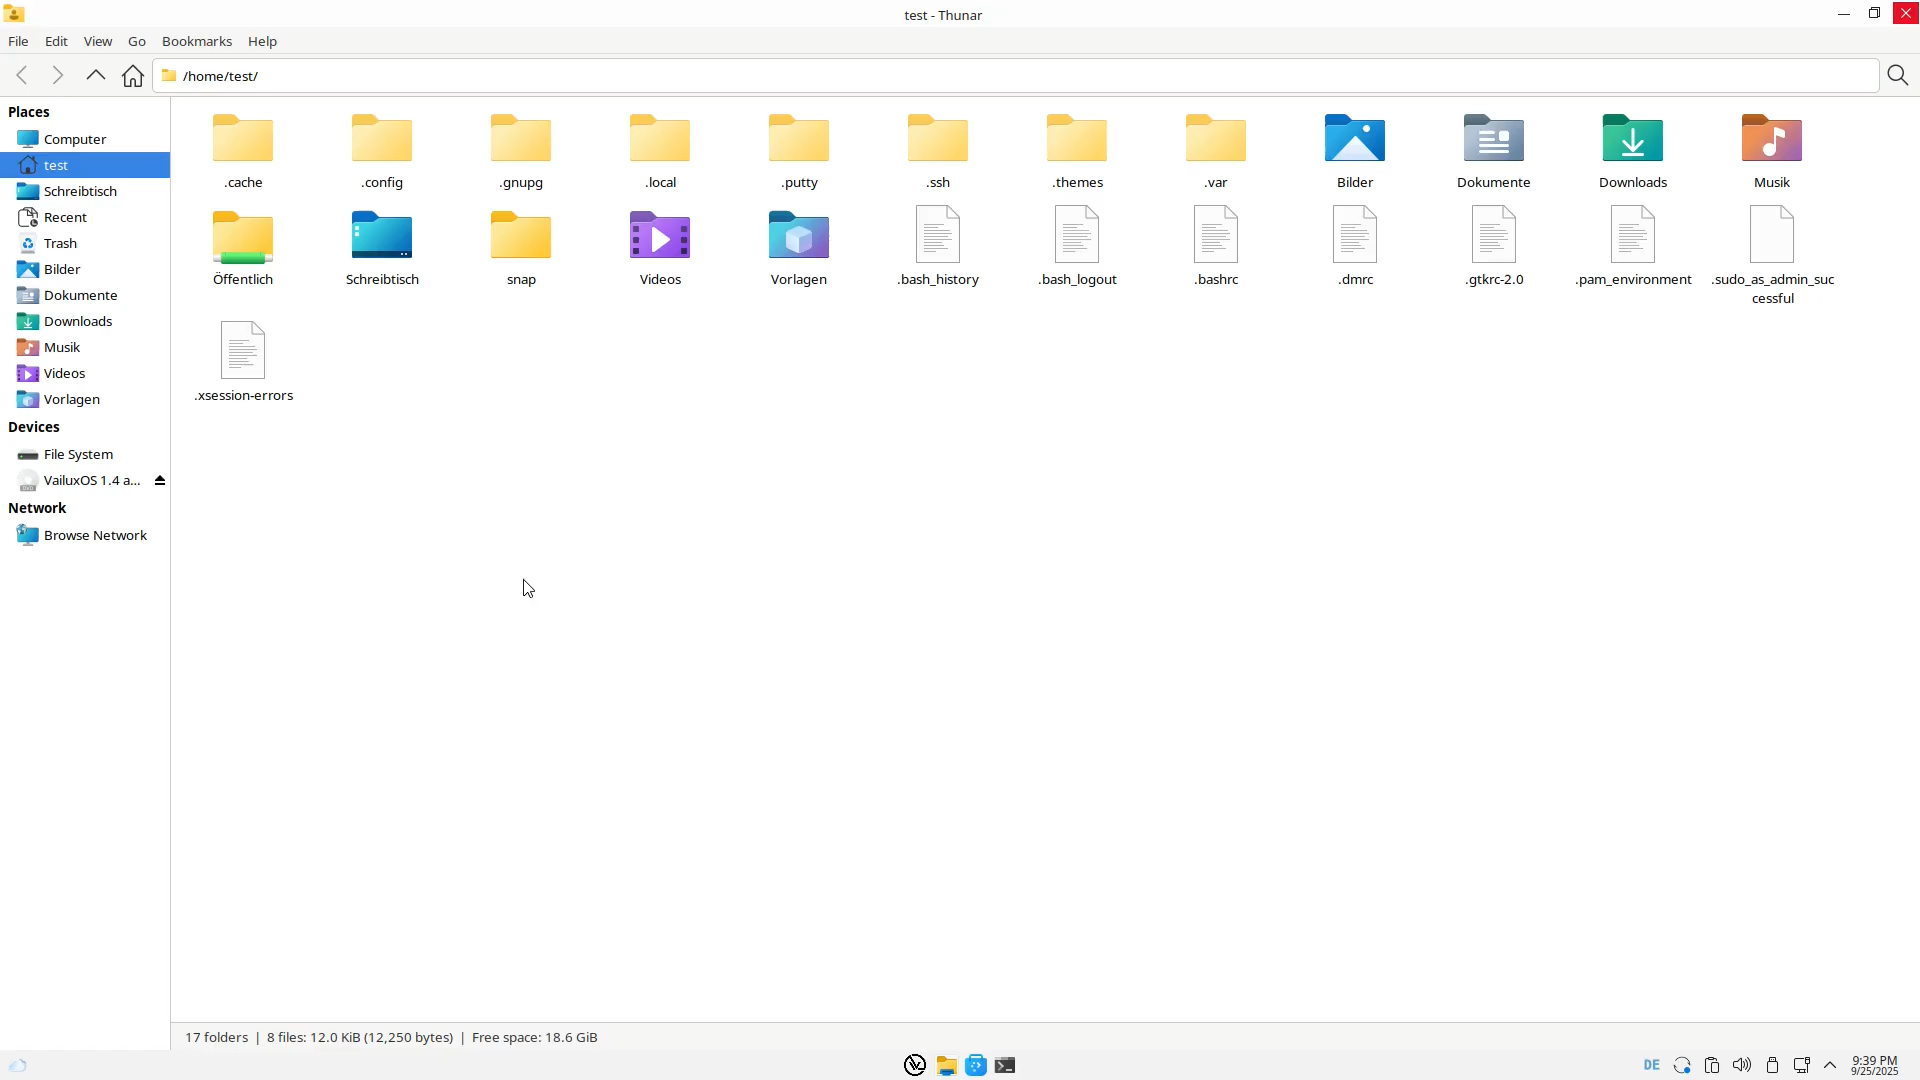 test - Thunar
File Edit View Go Bookmarks Help
/home/test/
Places
Computer
test
Schreibtisch
Recent
Trash
Bilder
Dokumente
Downloads
Musik
Videos
Vorlagen
Devices
File System
VailuxOS 1.4 a...
Network
Browse Network
.cache .config .gnupg .local .putty .ssh .themes .var Bilder Dokumente Downloads Musik
Öffentlich Schreibtisch snap Videos Vorlagen .bash_history .bash_logout .bashrc .dmrc .gtkrc-2.0 .pam_environment .sudo_as_admin_suc
cessful
.xsession-errors
17 folders | 8 files: 12.0 KiB (12,250 bytes) | Free space: 18.6 GiB
DE 9:39 PM
9/25/2025